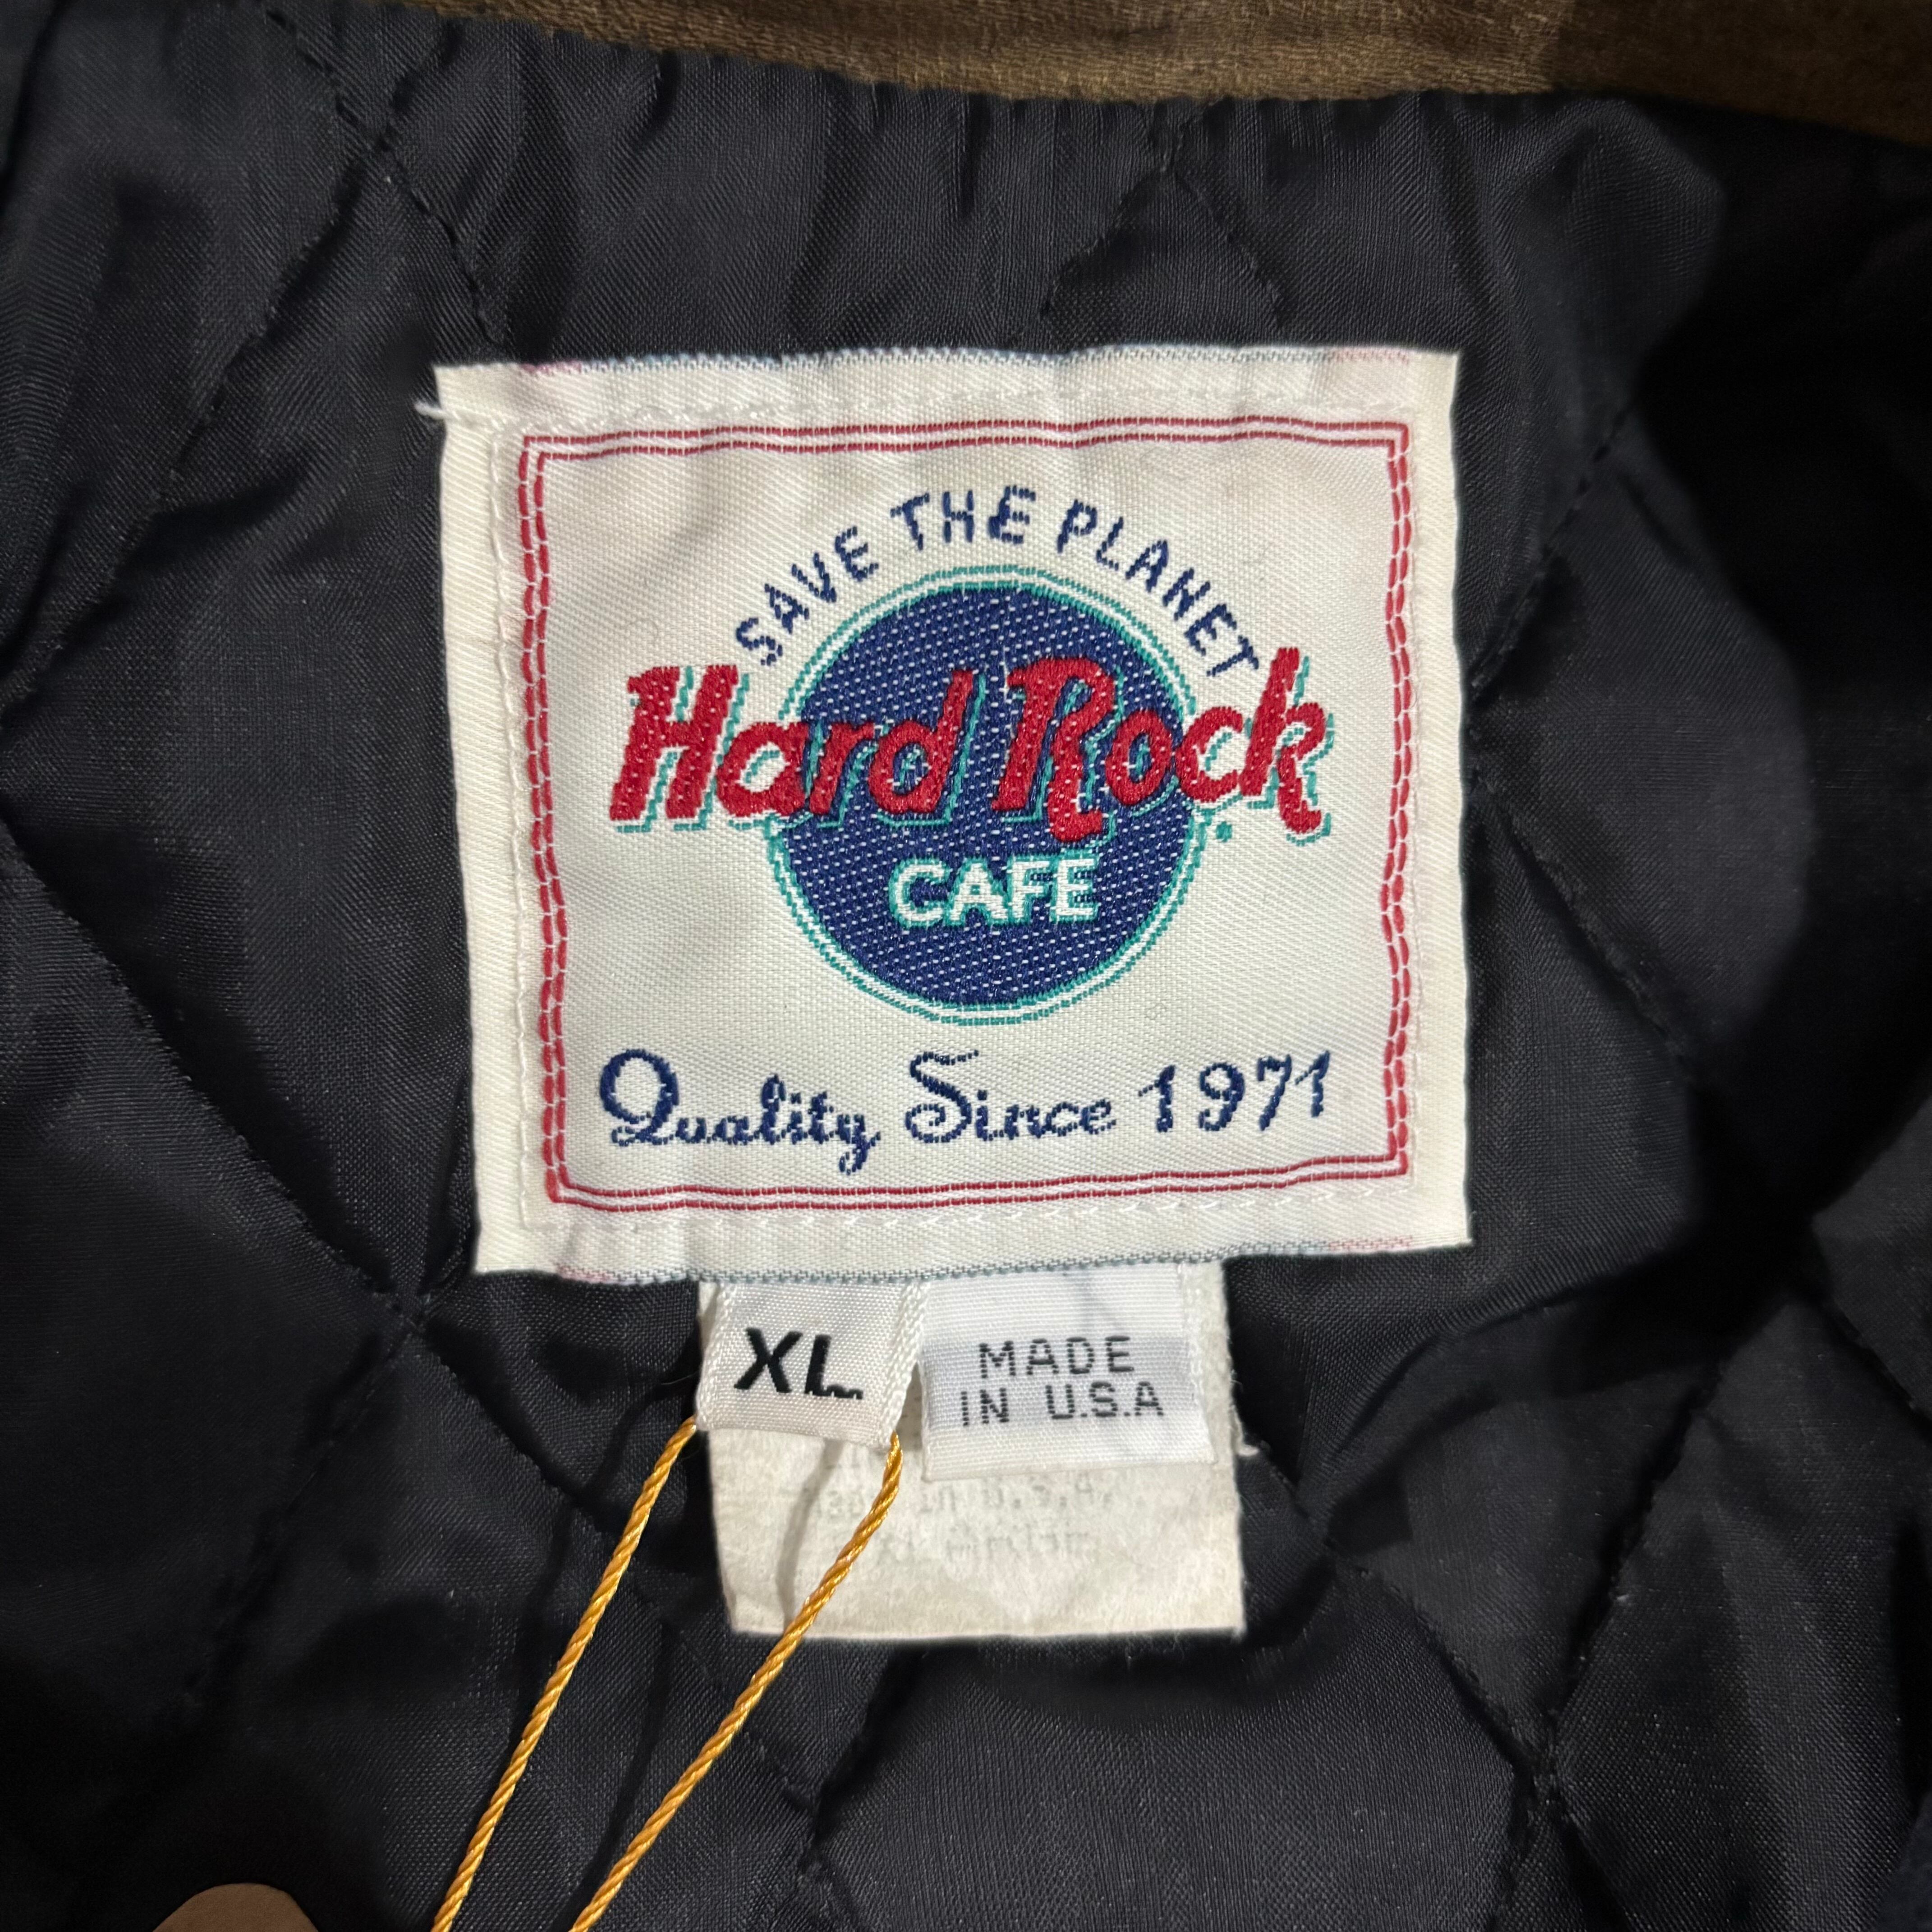 SAVE THE PLANET
Hard Rock
CAFE
Quality Since 1971
XL
MADE
IN U.S.A